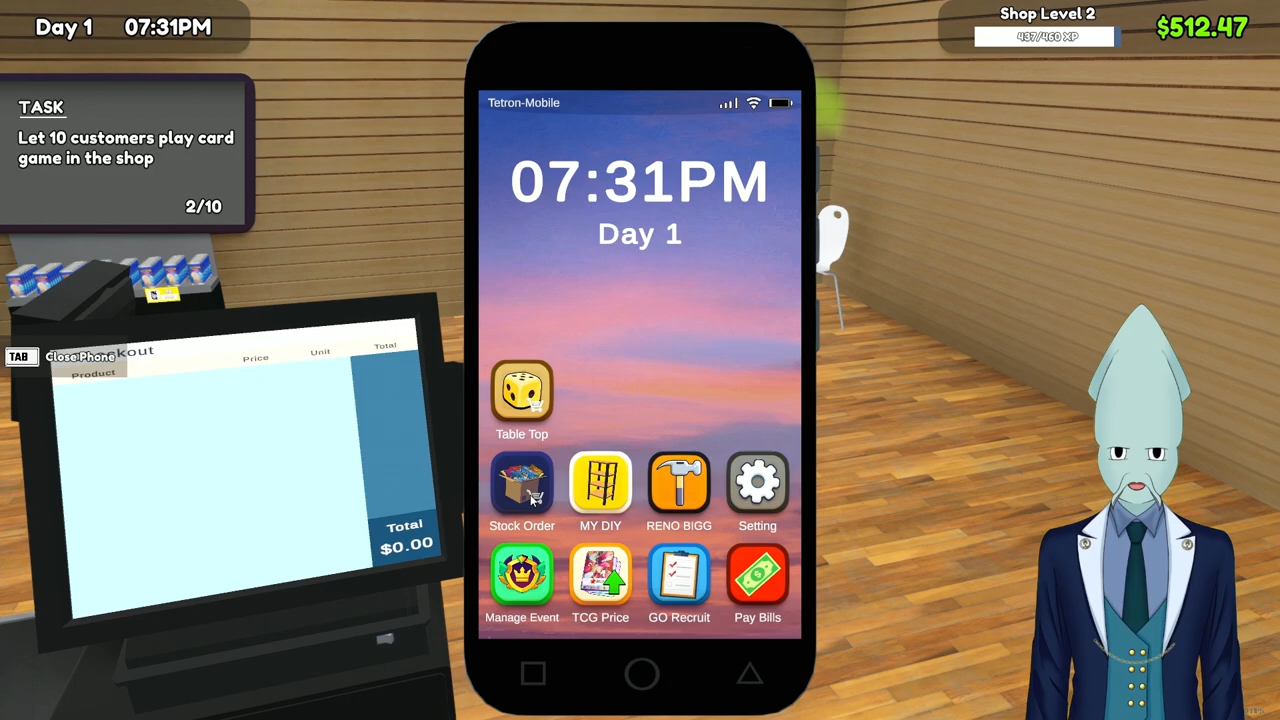 Day 1 07:31PM
Shop Level 2
437/460 XP
$512.47
TASK
Let 10 customers play card
game in the shop
2/10
TAB Close Phone
Price Unit Total
Product
Total
$0.00
Tetron-Mobile
07:31PM
Day 1
Table Top
Stock Order MY DIY RENO BIGG Setting
Manage Event TCG Price GO Recruit Pay Bills